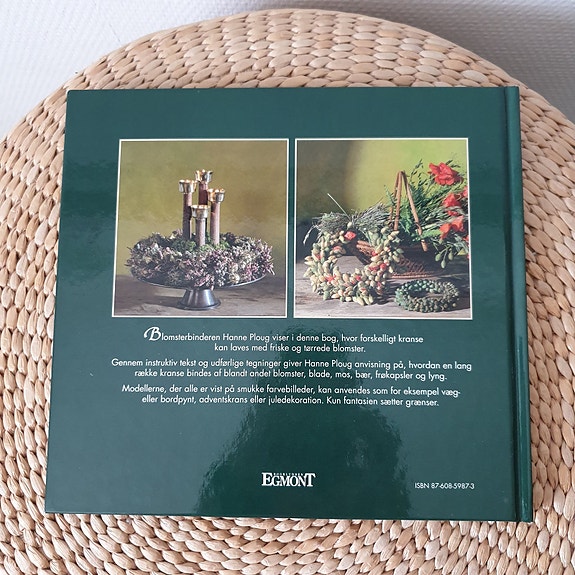 Blomsterbinderen Hanne Ploug viser i denne bog, hvor forskelligt kranse
kan laves med friske og tørrede blomster.
Gennem instruktiv tekst og udførlige tegninger giver Hanne Ploug anvisning på, hvordan en lang
række kranse bindes af blandt andet blomster, blade, mos, bær, frøkapsler og lyng.
Modellerne, der alle er vist på smukke farvebilleder, kan anvendes som for eksempel væg-
eller bordpynt, adventskrans eller juledekoration. Kun fantasien sætter grænser.
EGMONT
ISBN 87-608-5987-3